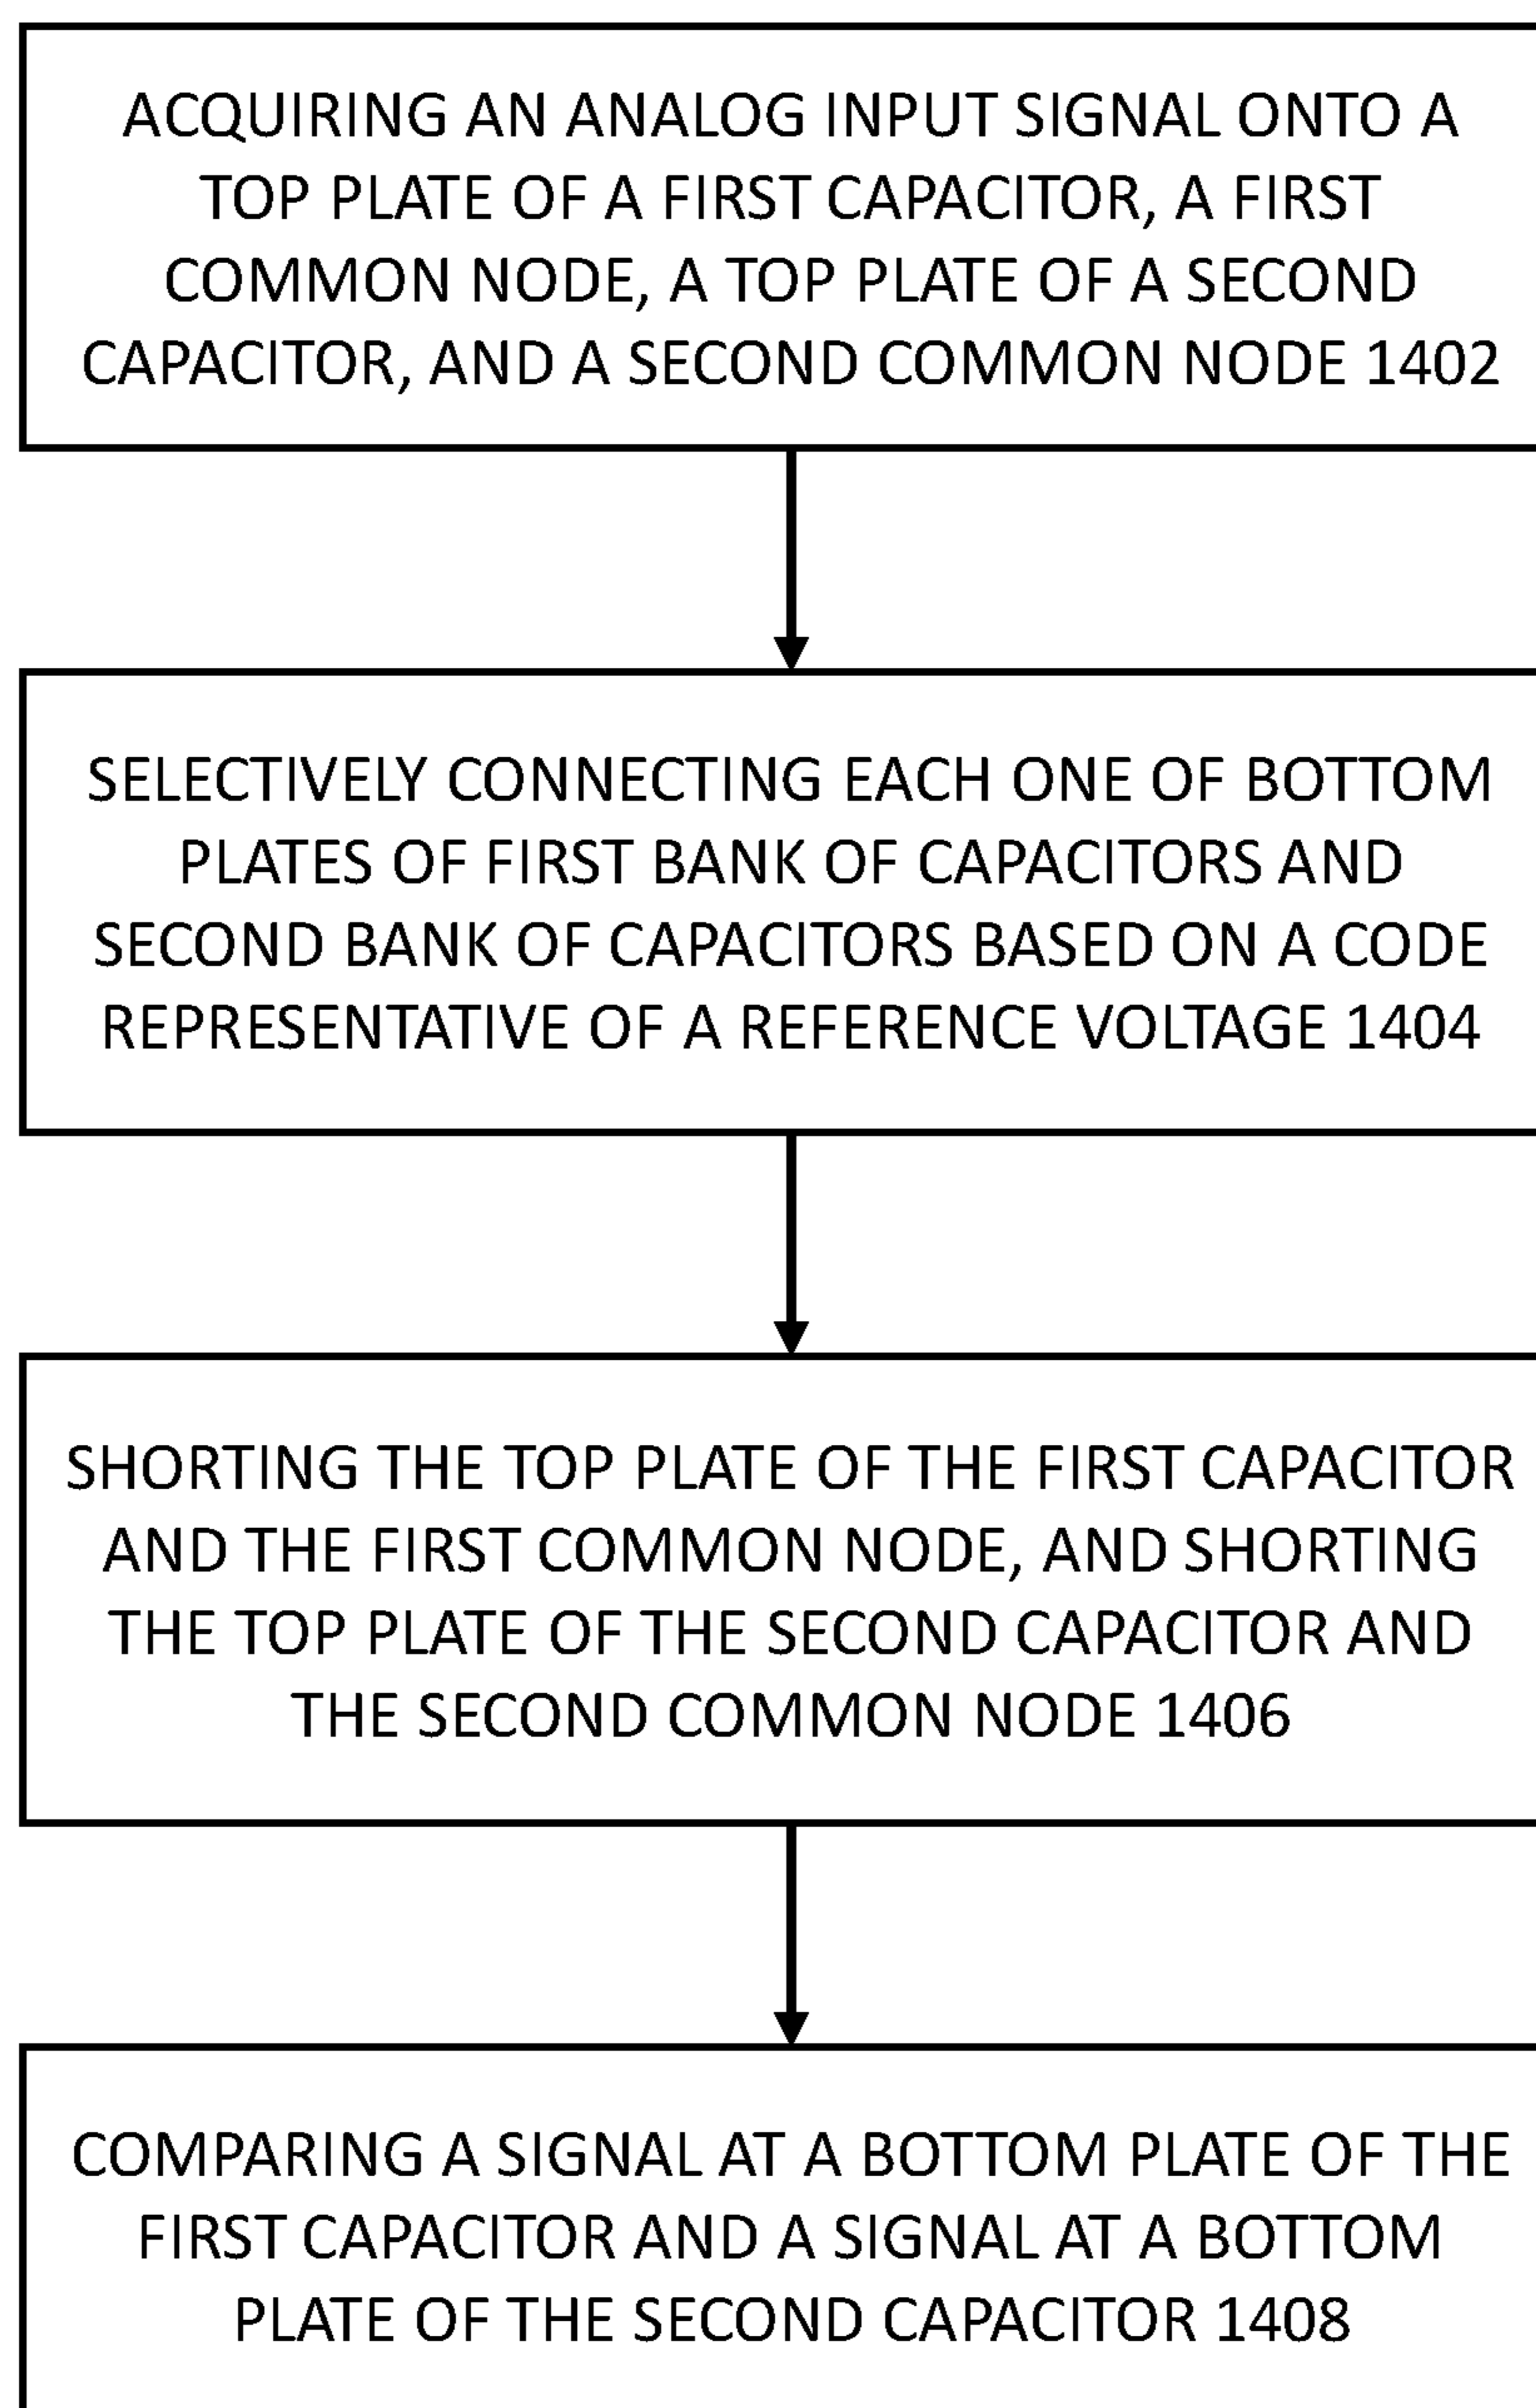 ACQUIRING AN ANALOG INPUT SIGNAL ONTO A
TOP PLATE OF A FIRST CAPACITOR, A FIRST
COMMON NODE, A TOP PLATE OF A SECOND
CAPACITOR, AND A SECOND COMMON NODE 1402
SELECTIVELY CONNECTING EACH ONE OF BOTTOM
PLATES OF FIRST BANK OF CAPACITORS AND
SECOND BANK OF CAPACITORS BASED ON A CODE
REPRESENTATIVE OF A REFERENCE VOLTAGE 1404
SHORTING THE TOP PLATE OF THE FIRST CAPACITOR
AND THE FIRST COMMON NODE, AND SHORTING
THE TOP PLATE OF THE SECOND CAPACITOR AND
THE SECOND COMMON NODE 1406
COMPARING A SIGNAL AT A BOTTOM PLATE OF THE
FIRST CAPACITOR AND A SIGNAL AT A BOTTOM
PLATE OF THE SECOND CAPACITOR 1408